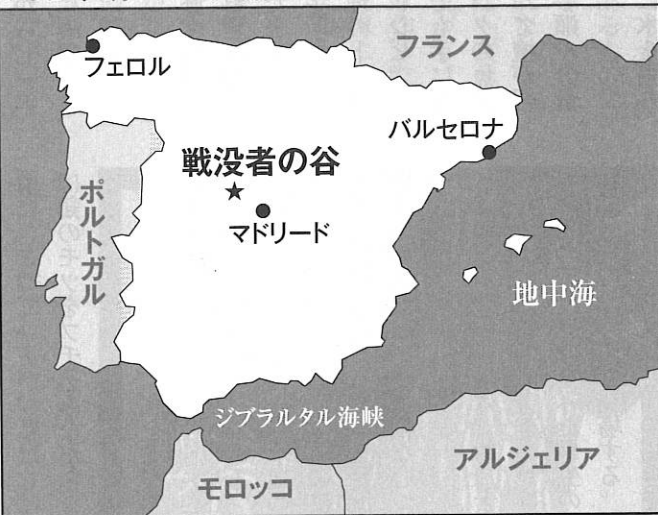 フランス
フェロル
バルセロナ
戦没者の谷
マドリード
ポルトガル
地中海
ジブラルタル海峡
アルジェリア
モロッコ